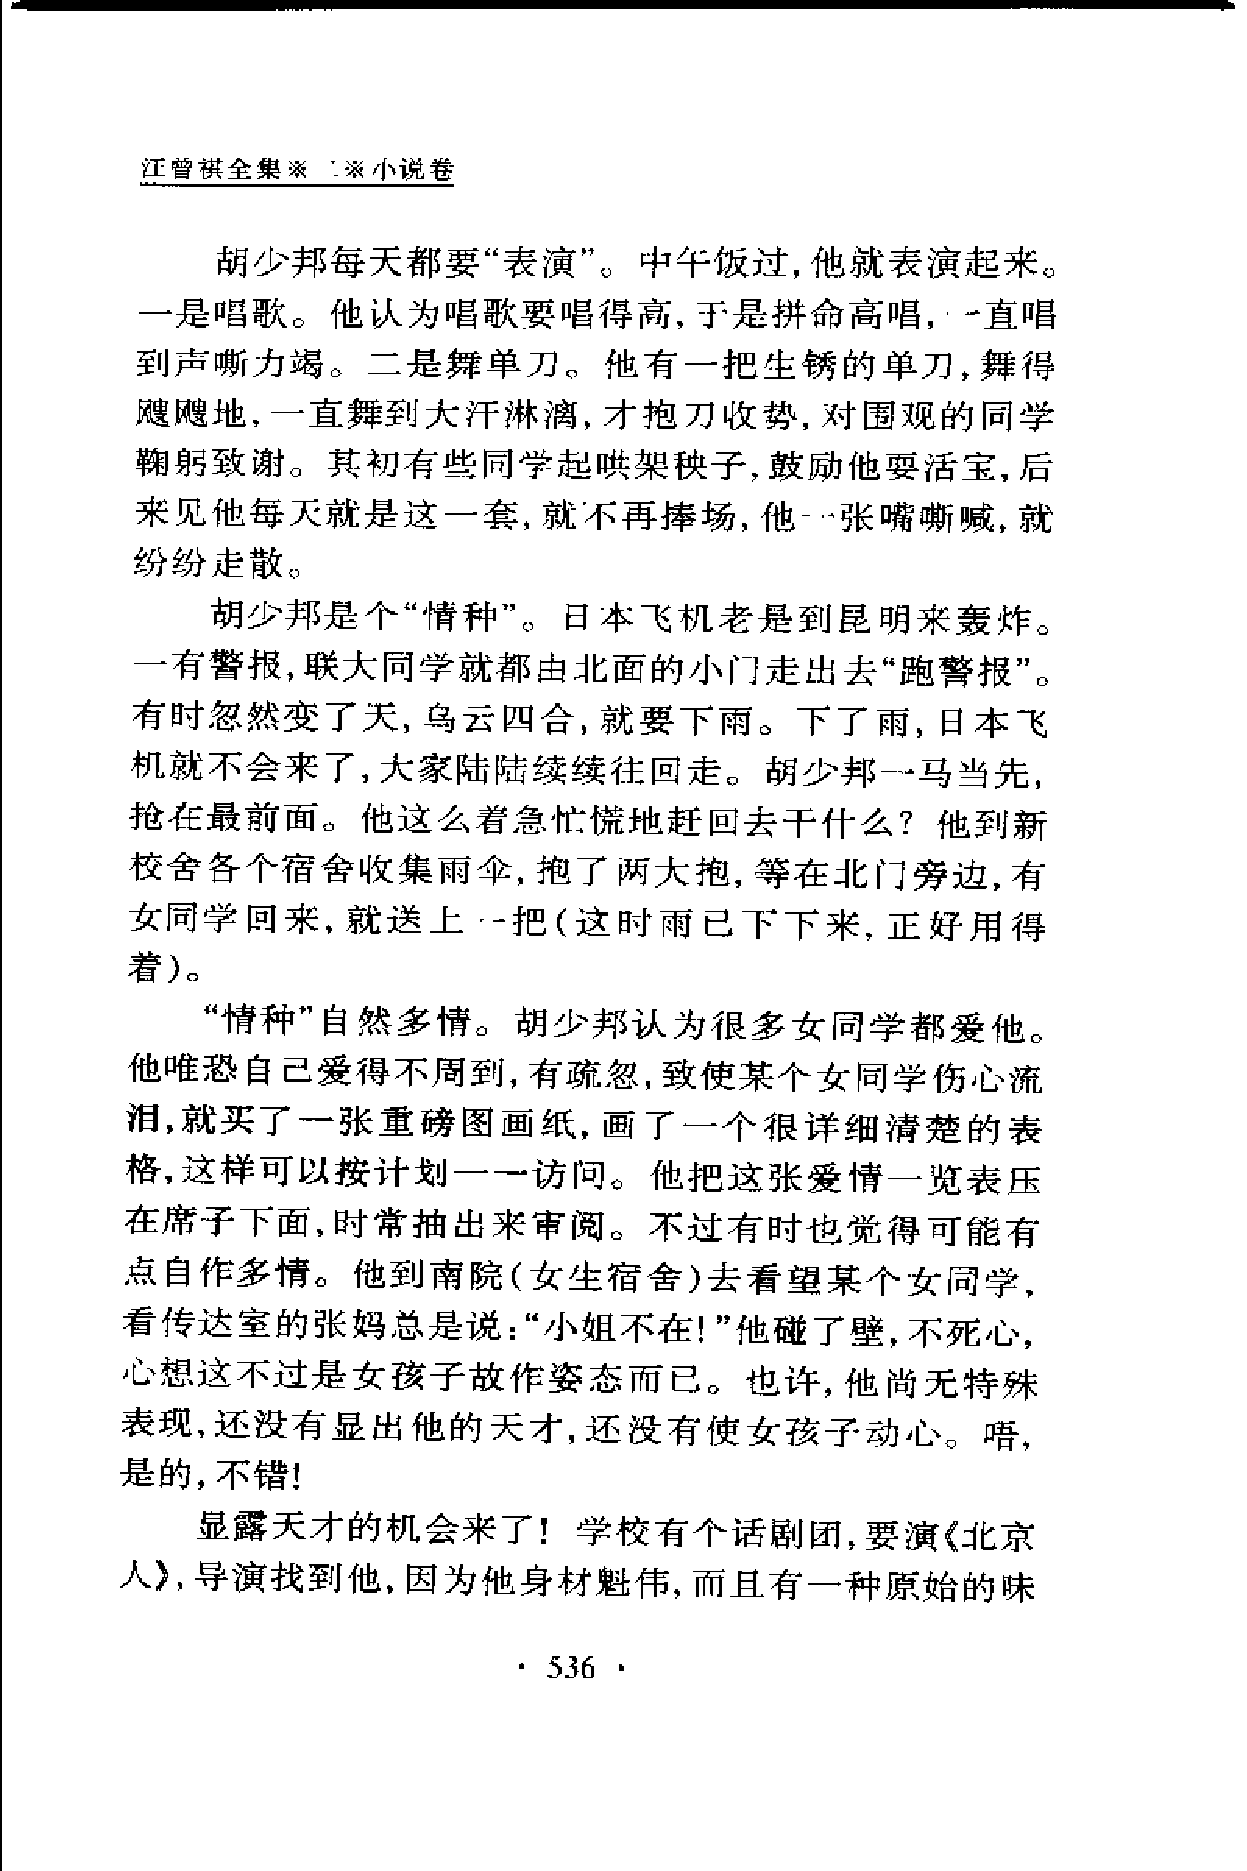 汪曾祺全集※二※小说卷
胡少邦每天都要“表演”。中午饭过,他就表演起来。
一是唱歌。他认为唱歌要唱得高,于是拼命高唱,一直唱
到声嘶力竭。二是舞单刀。他有一把生锈的单刀,舞得
飕飕地,一直舞到大汗淋漓,才抱刀收势,对围观的同学
鞠躬致谢。其初有些同学起哄架秧子,鼓励他耍活宝,后
来见他每天就是这一套,就不再捧场,他一张嘴嘶喊,就
纷纷走散。
胡少邦是个“情种”。日本飞机老是到昆明来轰炸。
一有警报,联大同学就都由北面的小门走出去“跑警报”。
有时忽然变了天,乌云四合,就要下雨。下了雨,日本飞
机就不会来了,大家陆陆续续往回走。胡少邦一马当先,
抢在最前面。他这么着急忙慌地赶回去干什么?他到新
校舍各个宿舍收集雨伞,抱了两大抱,等在北门旁边,有
女同学回来,就送上一把(这时雨已下下来,正好用得
着)。
“情种”自然多情。胡少邦认为很多女同学都爱他。
他唯恐自己爱得不周到,有疏忽,致使某个女同学伤心流
泪,就买了一张重磅图画纸,画了一个很详细清楚的表
格,这样可以按计划一一访问。他把这张爱情一览表压
在席子下面,时常抽出来审阅。不过有时也觉得可能有
点自作多情。他到南院(女生宿舍)去看望某个女同学,
看传达室的张妈总是说:“小姐不在!”他碰了壁,不死心,
心想这不过是女孩子故作姿态而已。也许,他尚无特殊
表现,还没有显出他的天才,还没有使女孩子动心。唔,
是的,不错!
显露天才的机会来了!学校有个话剧团,要演《北京
人》,导演找到他,因为他身材魁伟,而且有一种原始的味
· 536 ·